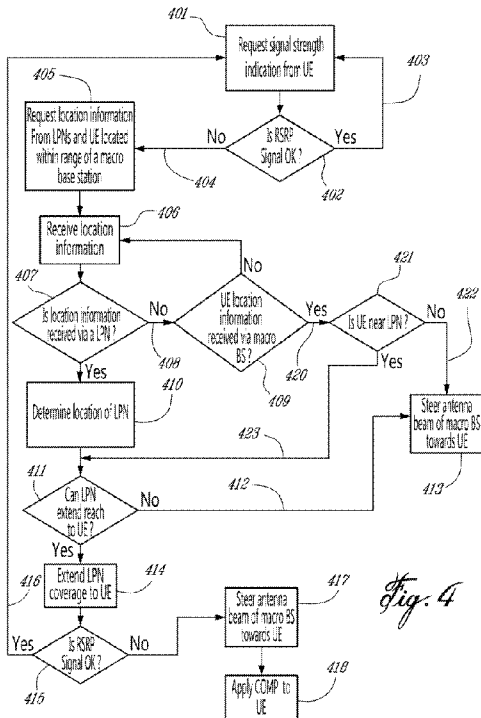 401
Request signal strength
indication from UE
403
405
Request location information
From LPNs and UE located
within range of a macro
base station
No
Is RSRP
Signal OK ?
Yes
404
402
406
Receive location
information
407
No
421
Is location information
received via a LPN ?
No
UE location
information
received via macro
BS ?
Yes
Is UE near LPN ?
No
422
408
420
Yes
Yes
410
409
Determine location of LPN
Steer antenna
beam of macro BS
towards UE
423
411
Can LPN
extend reach
to UE ?
No
412
413
Yes
416
Extend LPN
coverage to UE
414
417
Steer antenna
beam of macro BS
towards UE
Fig. 4
Yes
Is RSRP
Signal OK ?
No
415
Apply COMP to
UE
418